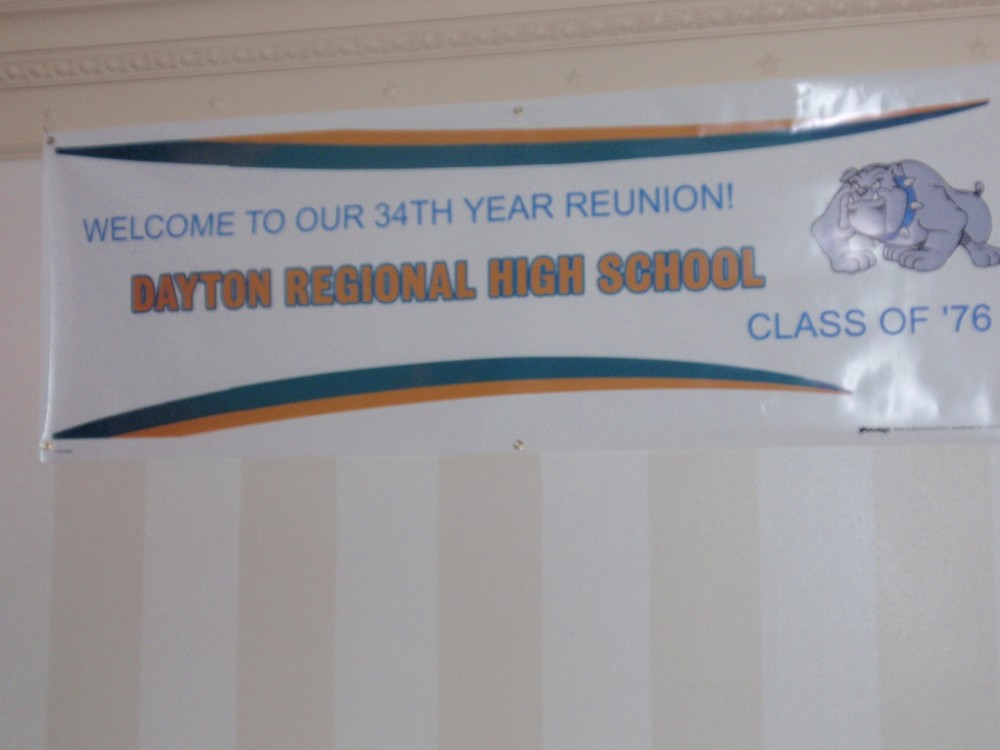 WELCOME TO OUR 34TH YEAR REUNION!
DAYTON REGIONAL HIGH SCHOOL
CLASS OF '76